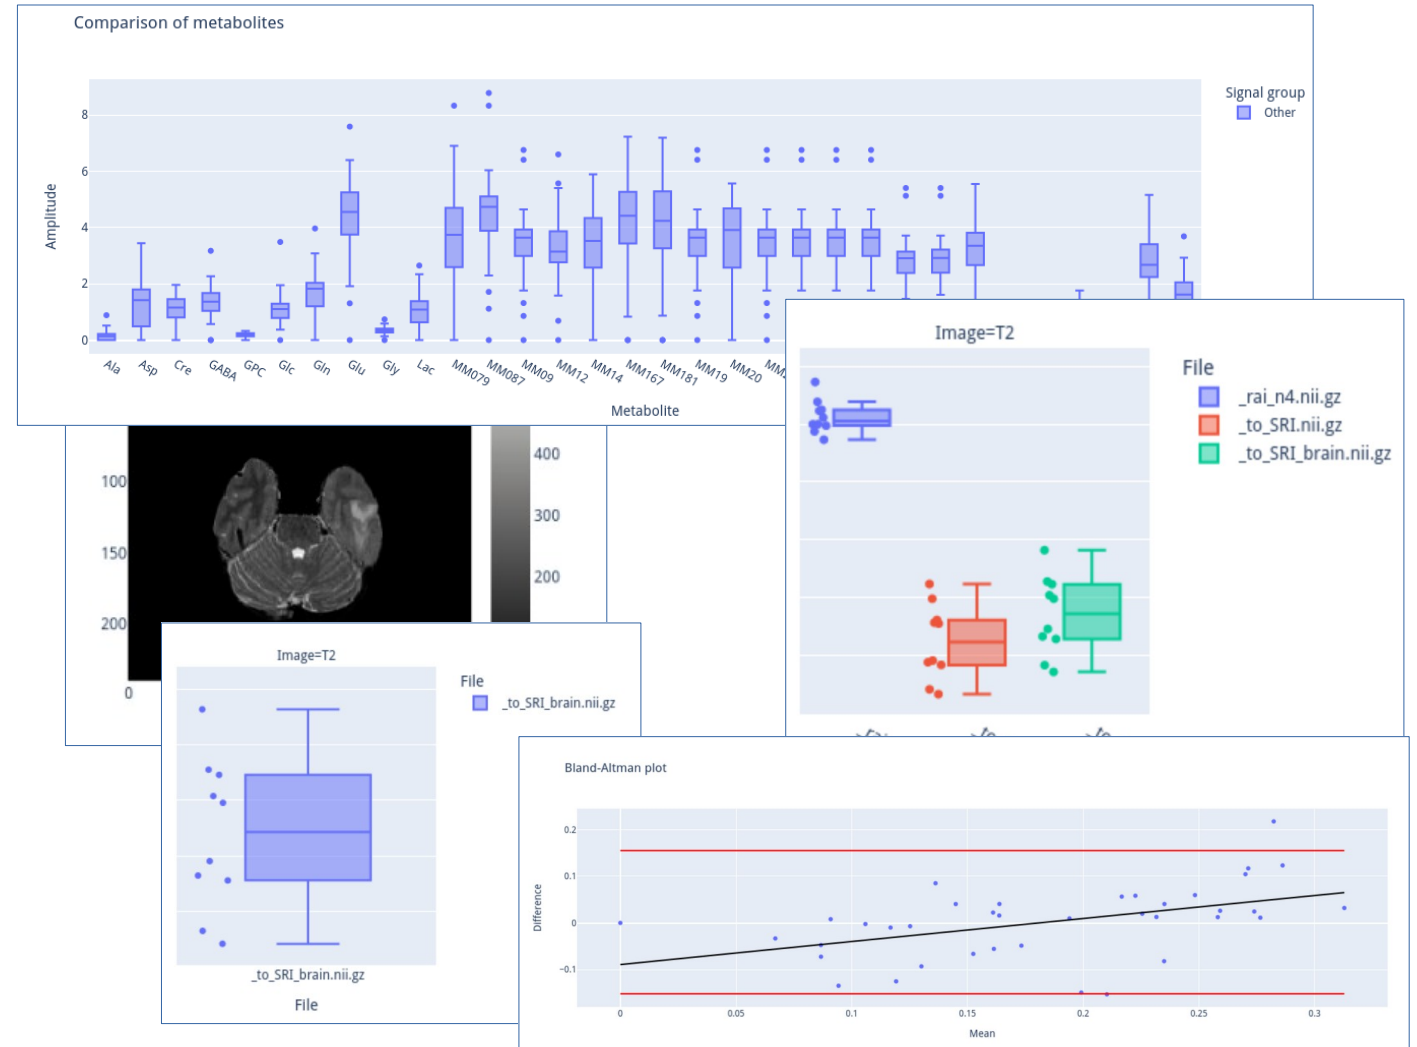 Comparison of metabolites
Signal group
Other
8
6
4
2
0
Amplitude
Ala Asp Cre GABA GPC Glc Gln Glu Gly Lac MM079 MM087 MM09 MM12 MM14 MM167 MM181 MM19 MM20
Metabolite
100
150
200
0
400
300
200
Image=T2
File
_rai_n4.nii.gz
_to_SRI.nii.gz
_to_SRI_brain.nii.gz
Image=T2
File
_to_SRI_brain.nii.gz
_to_SRI_brain.nii.gz
File
Bland-Altman plot
0.2
0.1
0
−0.1
Difference
0 0.05 0.1 0.15 0.2 0.25 0.3
Mean